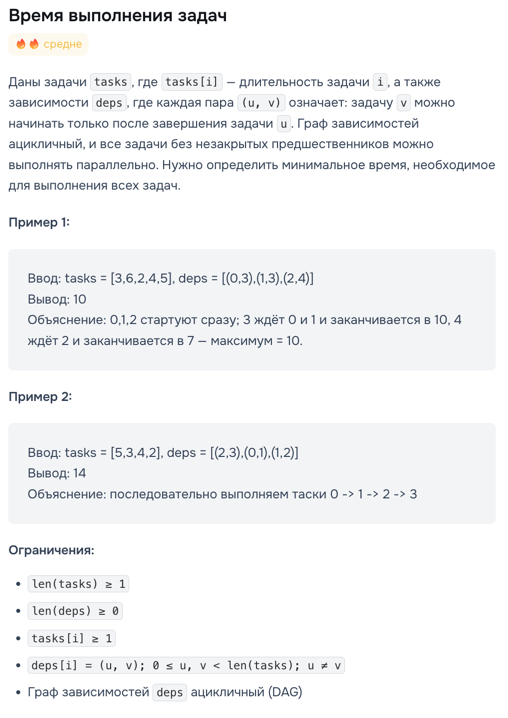 Время выполнения задач
🔥🔥 средне
Даны задачи tasks, где tasks[i] — длительность задачи i, а также
зависимости deps, где каждая пара (u, v) означает: задачу v можно
начинать только после завершения задачи u. Граф зависимостей
ацикличный, и все задачи без незакрытых предшественников можно
выполнять параллельно. Нужно определить минимальное время, необходимое
для выполнения всех задач.
Пример 1:
Ввод: tasks = [3,6,2,4,5], deps = [(0,3),(1,3),(2,4)]
Вывод: 10
Объяснение: 0,1,2 стартуют сразу; 3 ждёт 0 и 1 и заканчивается в 10, 4
ждёт 2 и заканчивается в 7 — максимум = 10.
Пример 2:
Ввод: tasks = [5,3,4,2], deps = [(2,3),(0,1),(1,2)]
Вывод: 14
Объяснение: последовательно выполняем таски 0 -> 1 -> 2 -> 3
Ограничения:
• len(tasks) ≥ 1
• len(deps) ≥ 0
• tasks[i] ≥ 1
• deps[i] = (u, v); 0 ≤ u, v < len(tasks); u ≠ v
• Граф зависимостей deps ацикличный (DAG)